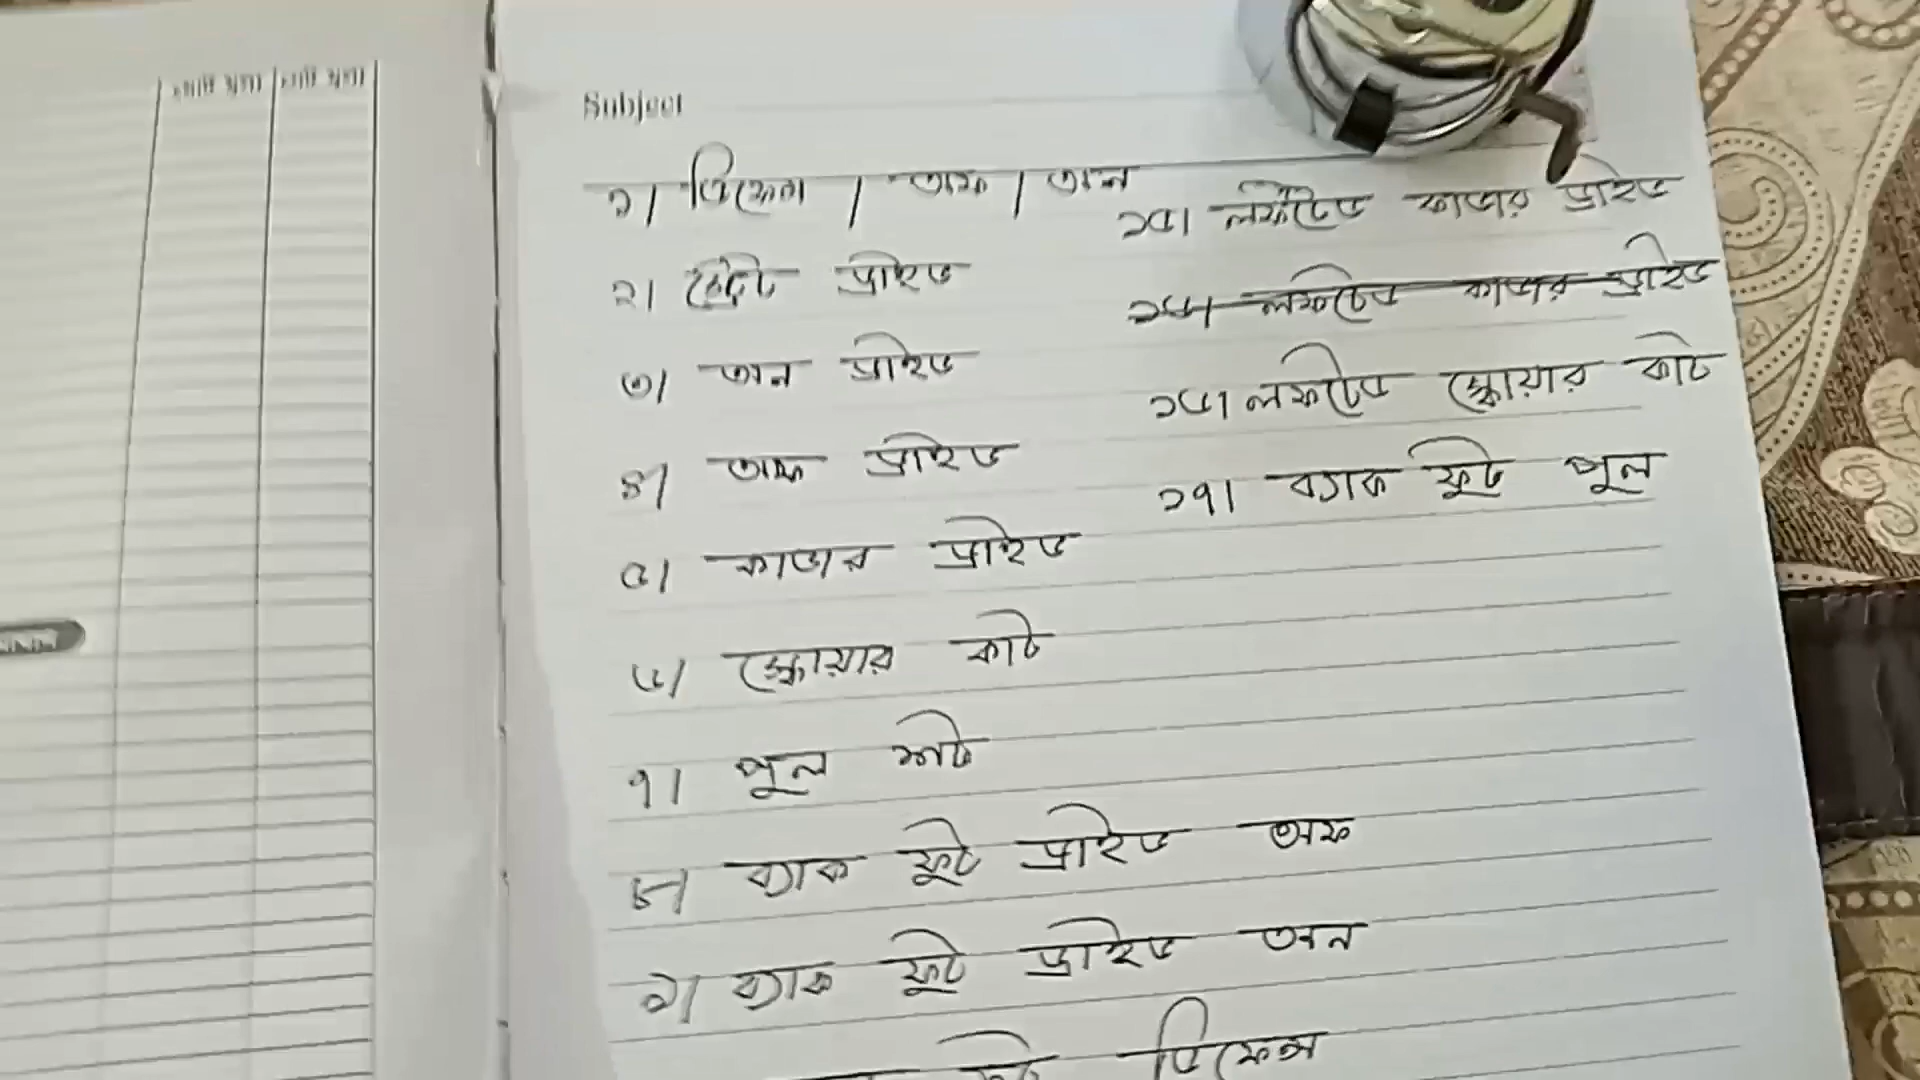 Subject
১। ডিফেন্স / অফ / অন
২। স্ট্রেট ড্রাইভ
৩। অন ড্রাইভ
৪। অফ ড্রাইভ
৫। কাভার ড্রাইভ
৬। স্কোয়ার কাট
৭। পুল শট
৮। ব্যাক ফুট ড্রাইভ অফ
৯। ব্যাক ফুট ড্রাইভ অন
ফুট ডিফেন্স
১৫। লফটেড কাভার ড্রাইভ
১৬। লফটেড কাভার ড্রাইভ
১৬। লফটেড স্কোয়ার কাট
১৭। ব্যাক ফুট পুল